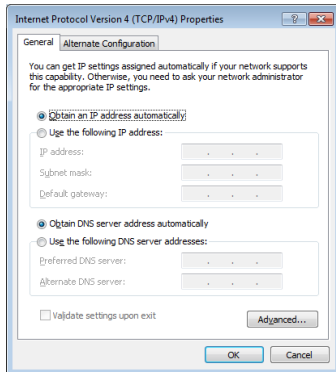 Internet Protocol Version 4 (TCP/IPv4) Properties
General
Alternate Configuration
You can get IP settings assigned automatically if your network supports
this capability. Otherwise, you need to ask your network administrator
for the appropriate IP settings.
Obtain an IP address automatically
Use the following IP address:
IP address:
Subnet mask:
Default gateway:
Obtain DNS server address automatically
Use the following DNS server addresses:
Preferred DNS server:
Alternate DNS server:
Validate settings upon exit
Advanced...
OK
Cancel